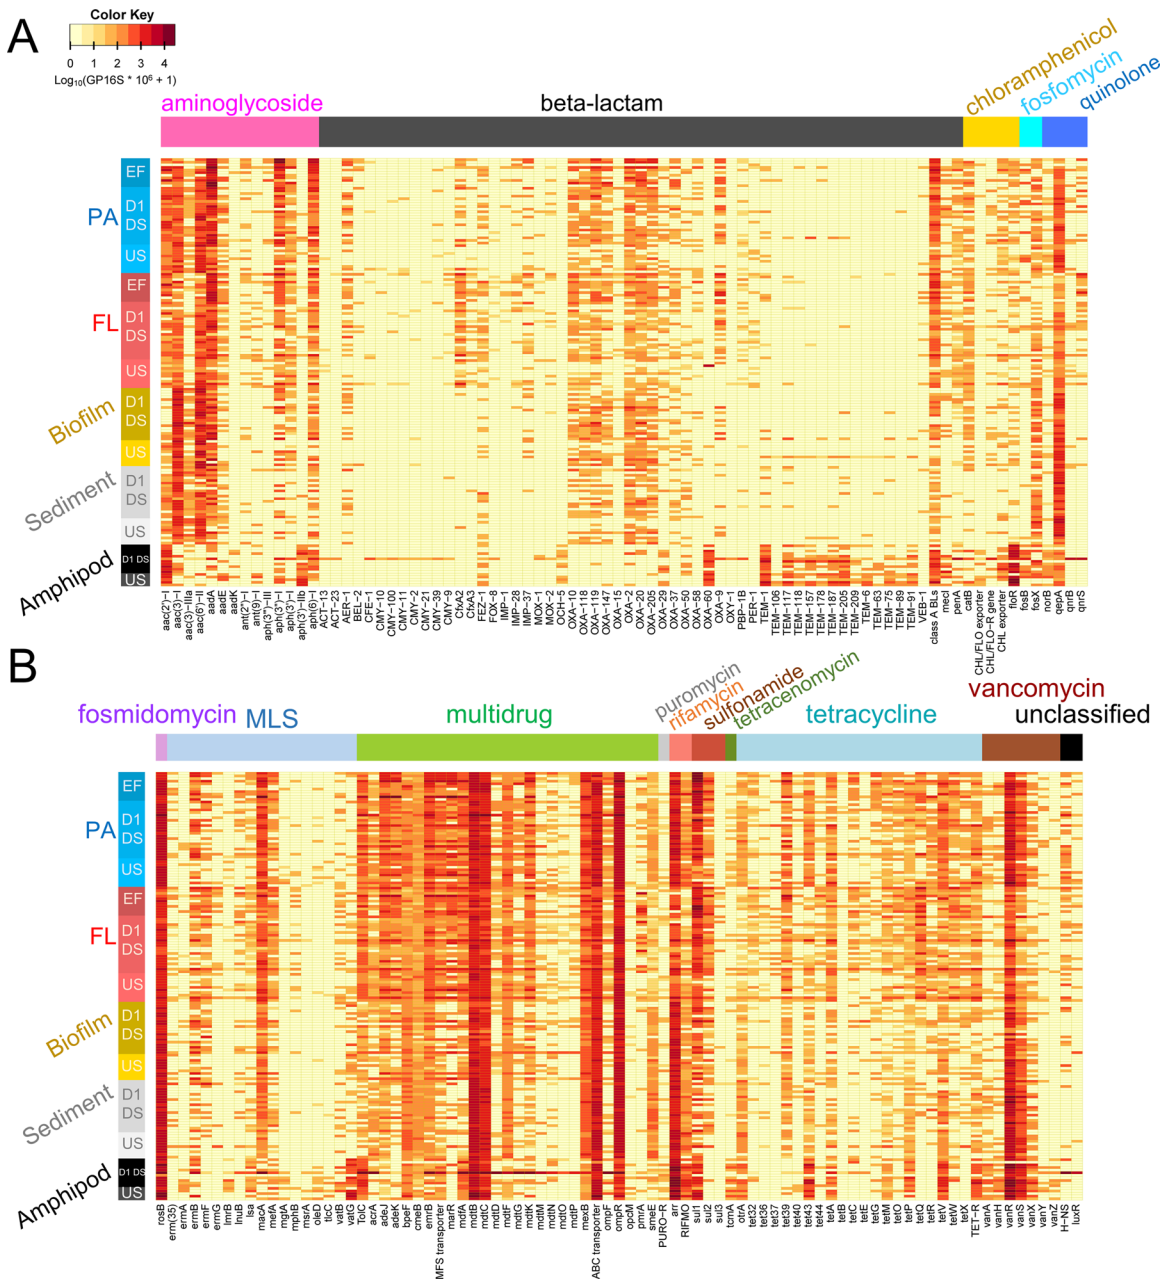 A
Color Key
0 1 2 3 4
Log10(GP16S * 10^6 + 1)
aminoglycoside
beta-lactam
chloramphenicol
fosfomycin
quinolone
PA
EF
D1
DS
US
FL
EF
D1
DS
US
Biofilm
D1
DS
US
Sediment
D1
DS
US
Amphipod
D1 DS
US
aac(2')−I
aac(3)−I
aac(3)−IIIa
aac(6')−II
aadA
aadE
aadK
ant(2'')−I
ant(9)−I
aph(3'')−III
aph(3'')−I
aph(3')−I
aph(3')−IIb
aph(6)−I
ACT−13
ACT−23
AER−1
BEL−2
CFE−1
CMY−10
CMY−100
CMY−11
CMY−2
CMY−21
CMY−39
CMY−9
CfxA2
CfxA3
FEZ−1
FOX−8
IMP−1
IMP−28
IMP−37
MOX−1
MOX−2
OCH−5
OXA−10
OXA−118
OXA−119
OXA−147
OXA−15
OXA−2
OXA−20
OXA−205
OXA−29
OXA−37
OXA−50
OXA−58
OXA−60
OXA−9
OXY−1
PBP−1B
PER−1
TEM−1
TEM−106
TEM−117
TEM−118
TEM−157
TEM−178
TEM−187
TEM−205
TEM−209
TEM−6
TEM−63
TEM−75
TEM−89
TEM−91
VEB−1
class A BLs
mecI
penA
catB
CHL/FLO exporter
CHL/FLO−R gene
CHL exporter
floR
fosB
fosX
norB
qepA
qnrB
qnrS
B
fosmidomycin
MLS
multidrug
puromycin
rifamycin
sulfonamide
tetracenomycin
tetracycline
vancomycin
unclassified
PA
EF
D1
DS
US
FL
EF
D1
DS
US
Biofilm
D1
DS
US
Sediment
D1
DS
US
Amphipod
D1 DS
US
rosB
erm(35)
ermA
ermB
ermF
ermG
lmrB
lnuB
lsa
macA
mefA
mgtA
mphB
msrA
oleD
tlcC
vatB
vatG
TolC
acrA
adeJ
adeK
bpeF
cmeB
emrB
MFS transporter
marR
mdfA
mdtB
mdtC
mdtD
mdtF
mdtG
mdtK
mdtM
mdtN
mdtO
mdtP
mexB
ABC transporter
ompF
ompR
opcM
pmrA
smeE
PURO−R
arr
RIFMO
sul1
sul2
sul3
tcmA
otrA
tet32
tet36
tet37
tet39
tet40
tet43
tet44
tetA
tetB
tetC
tetE
tetG
tetM
tetO
tetP
tetQ
tetR
tetV
tetW
tetX
TET−R
vanA
vanH
vanR
vanS
vanX
vanY
vanZ
H−NS
luxR